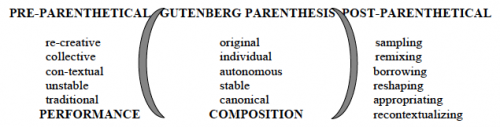 PRE-PARENTHETICAL GUTENBERG PARENTHESIS POST-PARENTHETICAL
re-creative original sampling
collective individual remixing
con-textual autonomous borrowing
unstable stable reshaping
traditional canonical appropriating
PERFORMANCE COMPOSITION recontextualizing